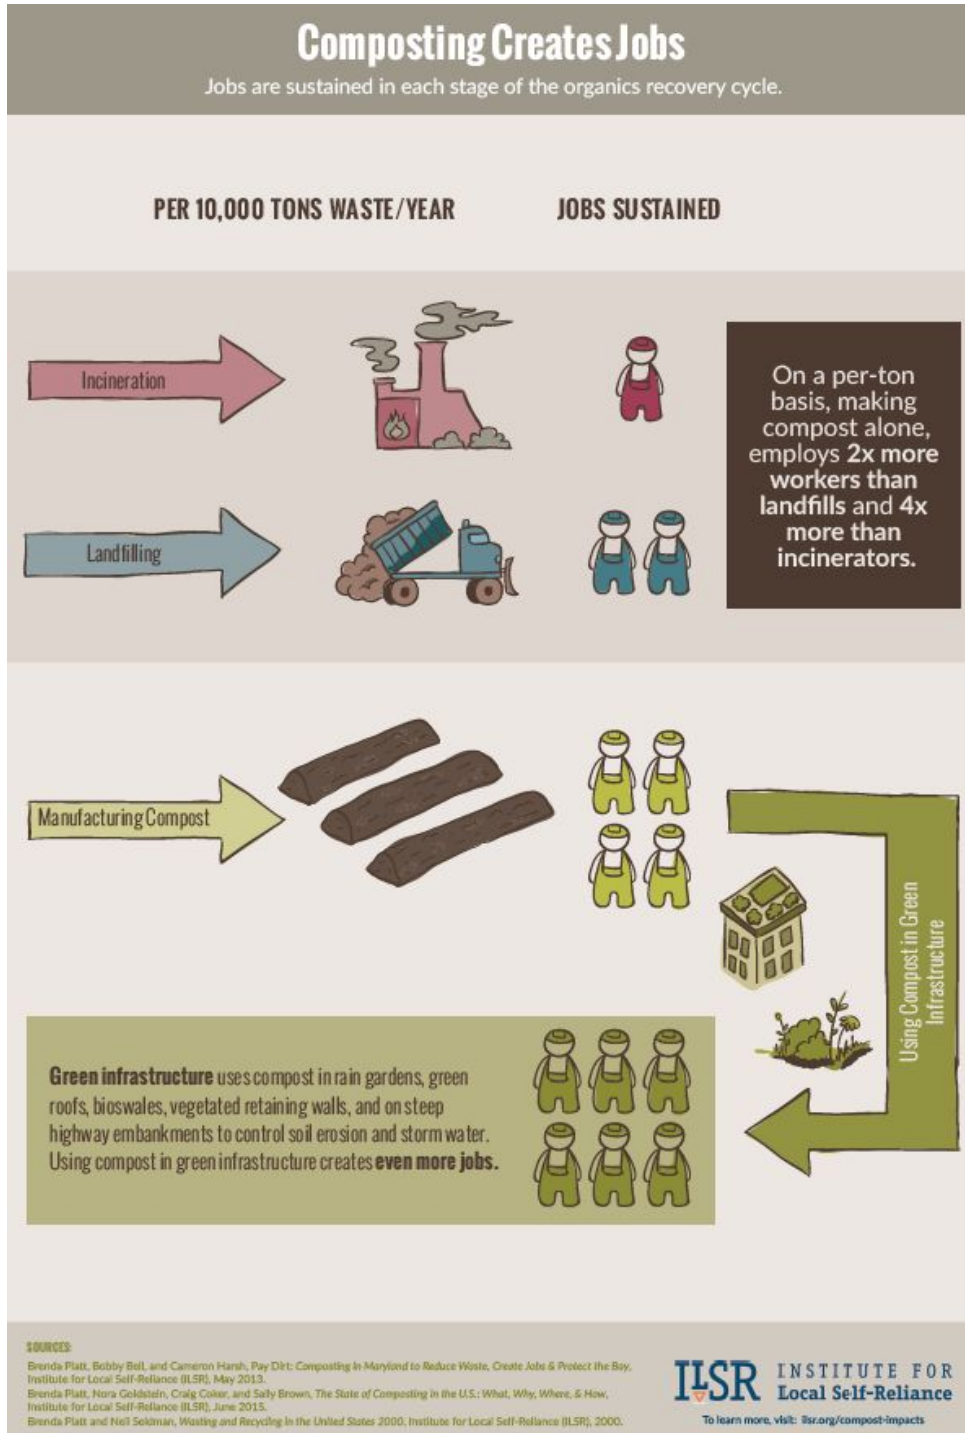 Composting Creates Jobs
Jobs are sustained in each stage of the organics recovery cycle.
PER 10,000 TONS WASTE/YEAR
JOBS SUSTAINED
Incineration
On a per-ton
basis, making
compost alone,
employs 2x more
workers than
landfills and 4x
more than
incinerators.
Landfilling
Manufacturing Compost
Using Compost in Green
Infrastructure
Green infrastructure uses compost in rain gardens, green
roofs, bioswales, vegetated retaining walls, and on steep
highway embankments to control soil erosion and storm water.
Using compost in green infrastructure creates even more jobs.
SOURCES:
Brenda Platt, Bobby Bell, and Cameron Harsh, Pay Dirt: Composting in Maryland to Reduce Waste, Create Jobs & Protect the Bay,
Institute for Local Self-Reliance (ILSR), May 2013.
Brenda Platt, Nora Goldstein, Craig Coker, and Sally Brown, The State of Composting in the U.S.: What, Why, Where, & How,
Institute for Local Self-Reliance (ILSR), June 2015.
Brenda Platt and Neil Seldman, Wasting and Recycling in the United States 2000, Institute for Local Self-Reliance (ILSR), 2000.
ILSR
INSTITUTE FOR
Local Self-Reliance
To learn more, visit: ilsr.org/compost-impacts